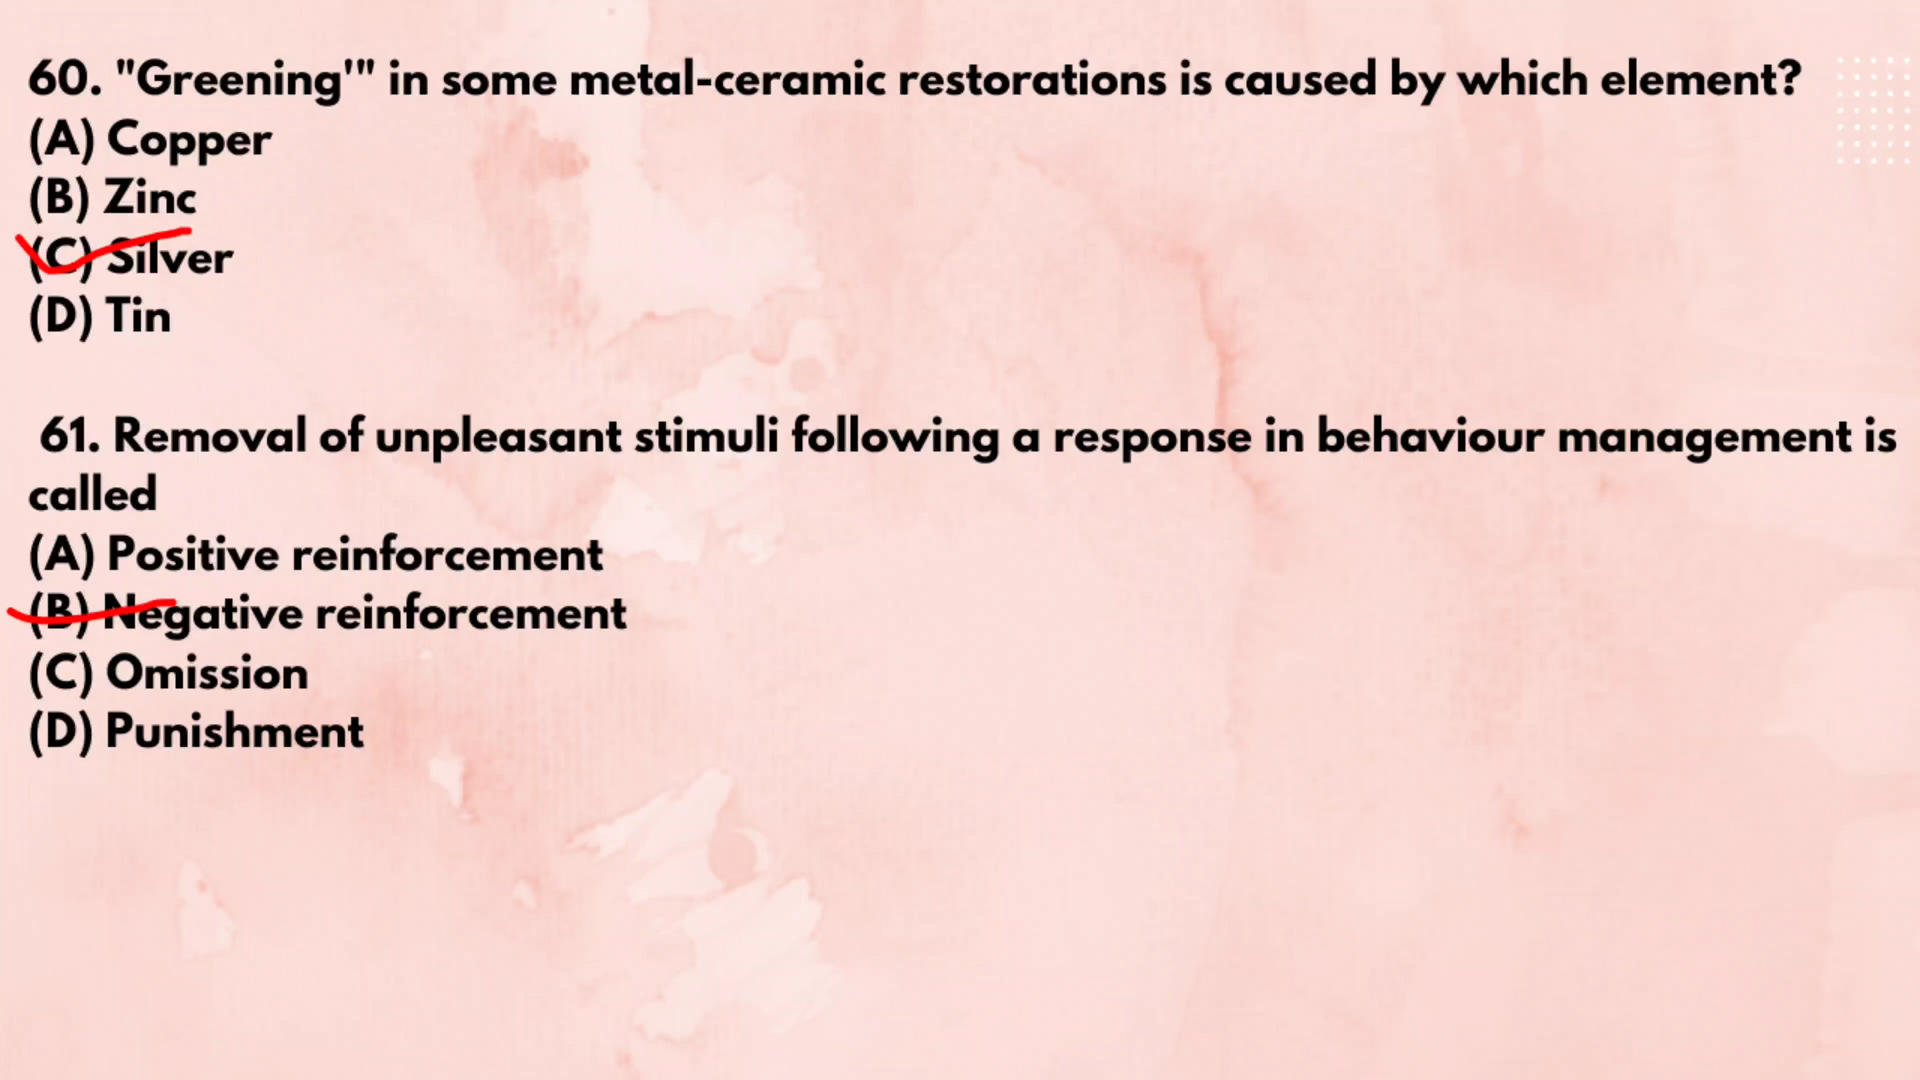 60. "Greening'" in some metal-ceramic restorations is caused by which element?
(A) Copper
(B) Zinc
(C) Silver
(D) Tin
61. Removal of unpleasant stimuli following a response in behaviour management is
called
(A) Positive reinforcement
(B) Negative reinforcement
(C) Omission
(D) Punishment